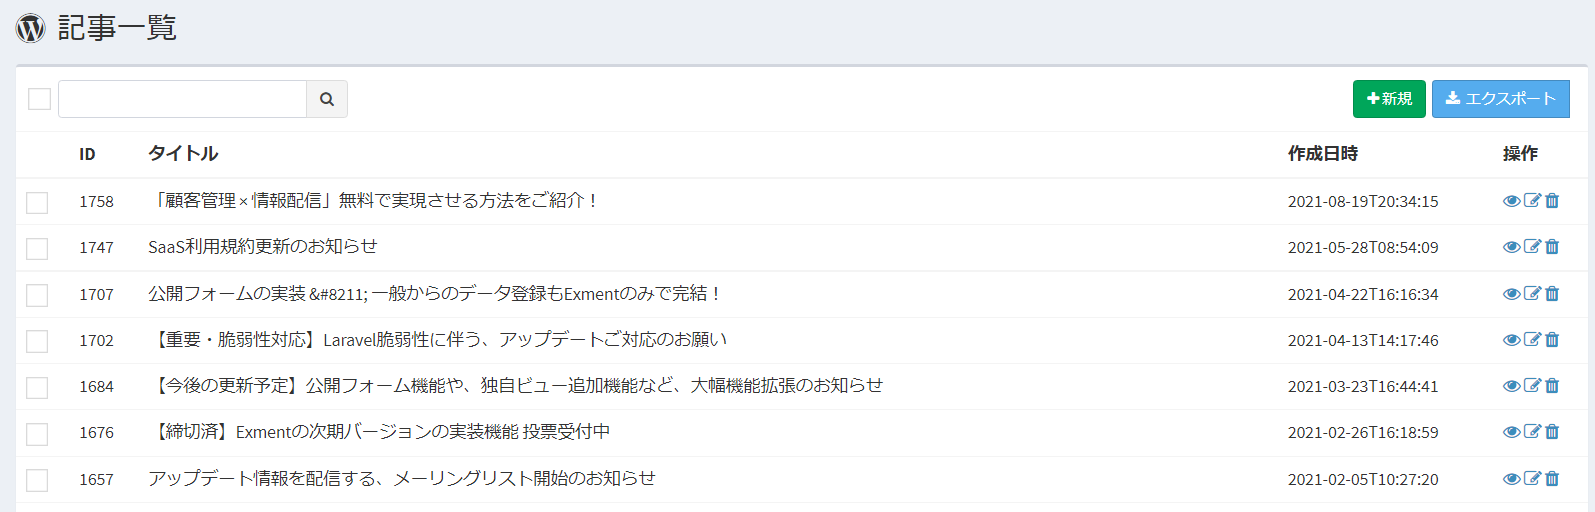 記事一覧
新規 エクスポート
ID タイトル 作成日時 操作
1758 「顧客管理×情報配信」無料で実現させる方法をご紹介！ 2021-08-19T20:34:15
1747 SaaS利用規約更新のお知らせ 2021-05-28T08:54:09
1707 公開フォームの実装 &#8211; 一般からのデータ登録もExmentのみで完結！ 2021-04-22T16:16:34
1702 【重要・脆弱性対応】Laravel脆弱性に伴う、アップデートご対応のお願い 2021-04-13T14:17:46
1684 【今後の更新予定】公開フォーム機能や、独自ビュー追加機能など、大幅機能拡張のお知らせ 2021-03-23T16:44:41
1676 【締切済】Exmentの次期バージョンの実装機能 投票受付中 2021-02-26T16:18:59
1657 アップデート情報を配信する、メーリングリスト開始のお知らせ 2021-02-05T10:27:20